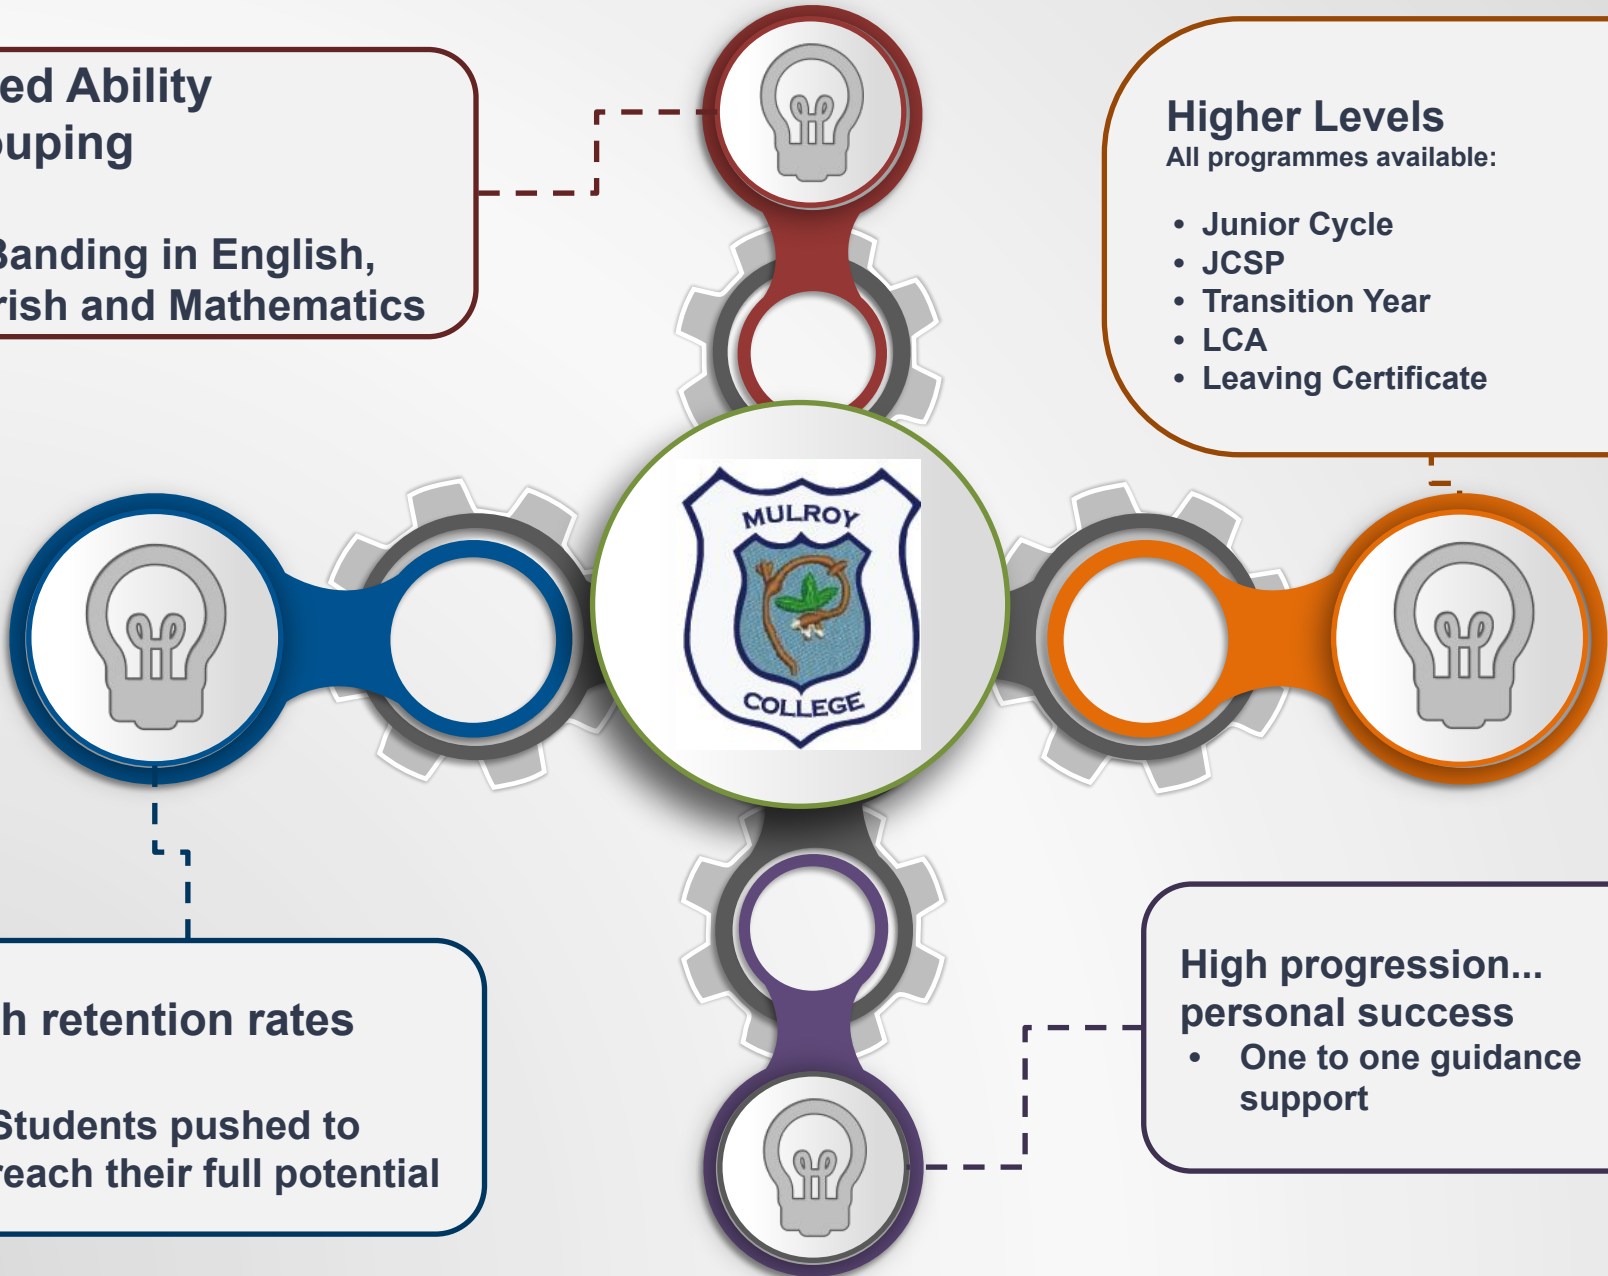 ed Ability
ouping
Banding in English,
rish and Mathematics
Higher Levels
All programmes available:
• Junior Cycle
• JCSP
• Transition Year
• LCA
• Leaving Certificate
MULROY
COLLEGE
h retention rates
Students pushed to
reach their full potential
High progression...
personal success
• One to one guidance
support